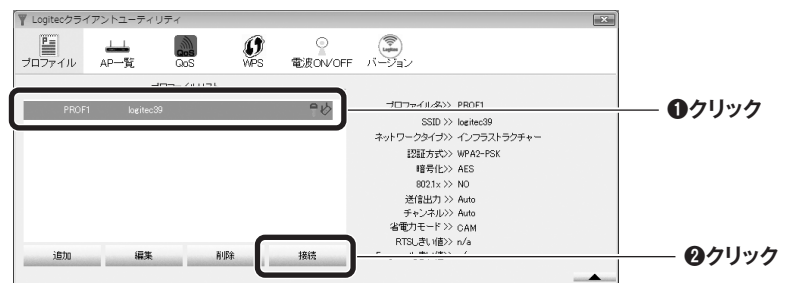 Logitecクライアントユーティリティ
プロファイル AP一覧 QoS WPS 電波ON/OFF バージョン
PROF1 logitec39
❶クリック
プロファイル名>> PROF1
SSID >> logitec39
ネットワークタイプ>> インフラストラクチャー
認証方式>> WPA2-PSK
暗号化>> AES
802.1x >> NO
送信出力 >> Auto
チャンネル>> Auto
省電力モード >> CAM
RTSしきい値>> n/a
追加 編集 削除 接続
❷クリック